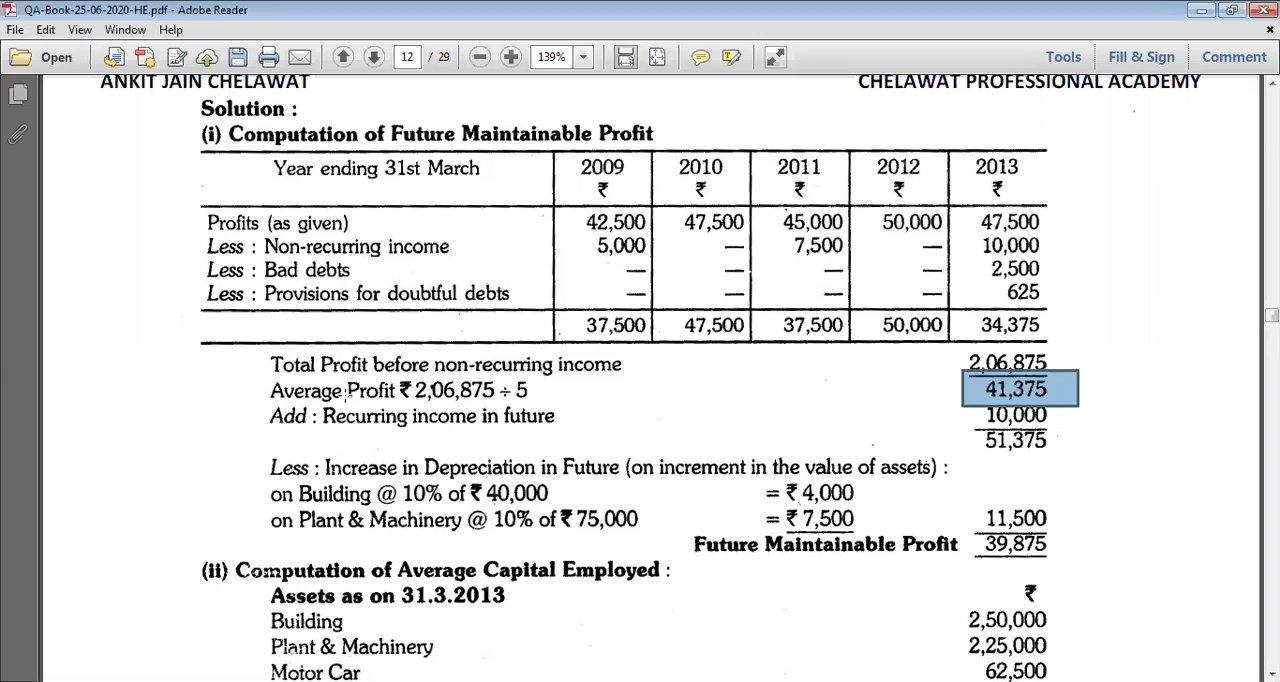 QA-Book-25-06-2020-HE.pdf - Adobe Reader
File Edit View Window Help
Open 12 / 29 139% Tools Fill & Sign Comment
ANKIT JAIN CHELAWAT CHELAWAT PROFESSIONAL ACADEMY
Solution :
(i) Computation of Future Maintainable Profit
Year ending 31st March 2009 2010 2011 2012 2013
₹ ₹ ₹ ₹ ₹
Profits (as given) 42,500 47,500 45,000 50,000 47,500
Less : Non-recurring income 5,000 — 7,500 — 10,000
Less : Bad debts — — — — 2,500
Less : Provisions for doubtful debts — — — — 625
37,500 47,500 37,500 50,000 34,375
Total Profit before non-recurring income 2,06,875
Average Profit ₹ 2,06,875 ÷ 5 41,375
Add : Recurring income in future 10,000
51,375
Less : Increase in Depreciation in Future (on increment in the value of assets) :
on Building @ 10% of ₹ 40,000 = ₹ 4,000
on Plant & Machinery @ 10% of ₹ 75,000 = ₹ 7,500 11,500
Future Maintainable Profit 39,875
(ii) Computation of Average Capital Employed :
Assets as on 31.3.2013 ₹
Building 2,50,000
Plant & Machinery 2,25,000
Motor Car 62,500